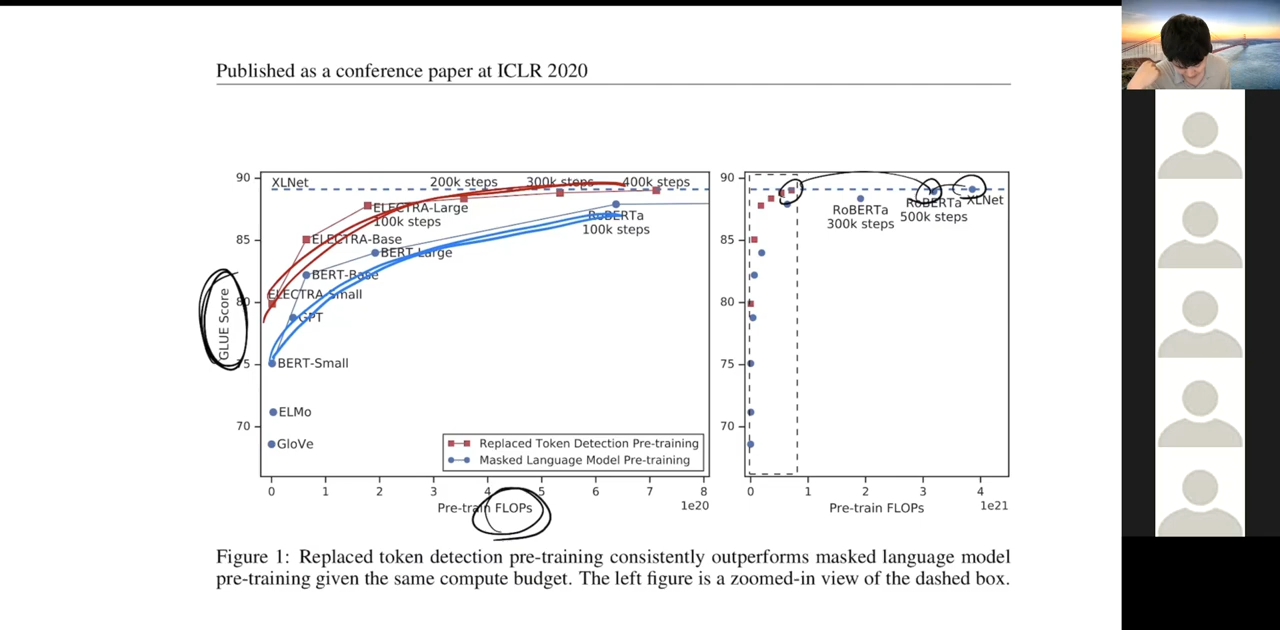 Published as a conference paper at ICLR 2020
90
XLNet
200k steps
300k steps
400k steps
ELECTRA-Large
100k steps
RoBERTa
100k steps
85
ELECTRA-Base
BERT-Large
BERT-Base
80
ELECTRA-Small
GPT
GLUE Score
75
BERT-Small
ELMo
70
GloVe
Replaced Token Detection Pre-training
Masked Language Model Pre-training
0 1 2 3 4 5 6 7 8
Pre-train FLOPs
1e20
90
RoBERTa
300k steps
RoBERTa
500k steps
XLNet
85
80
75
70
0 1 2 3 4
Pre-train FLOPs
1e21
Figure 1: Replaced token detection pre-training consistently outperforms masked language model
pre-training given the same compute budget. The left figure is a zoomed-in view of the dashed box.